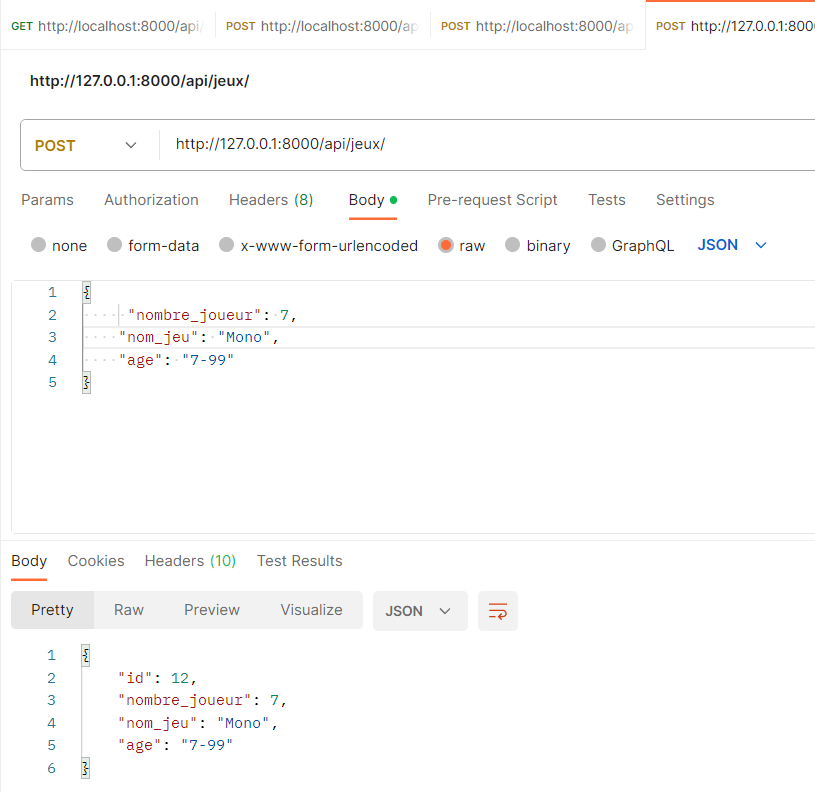 GET http://localhost:8000/api/ POST http://localhost:8000/ap POST http://localhost:8000/ap POST http://127.0.0.1:8000
http://127.0.0.1:8000/api/jeux/
POST http://127.0.0.1:8000/api/jeux/
Params Authorization Headers (8) Body Pre-request Script Tests Settings
none form-data x-www-form-urlencoded raw binary GraphQL JSON
1 {
2 "nombre_joueur": 7,
3 "nom_jeu": "Mono",
4 "age": "7-99"
5 }
Body Cookies Headers (10) Test Results
Pretty Raw Preview Visualize JSON
1 {
2 "id": 12,
3 "nombre_joueur": 7,
4 "nom_jeu": "Mono",
5 "age": "7-99"
6 }